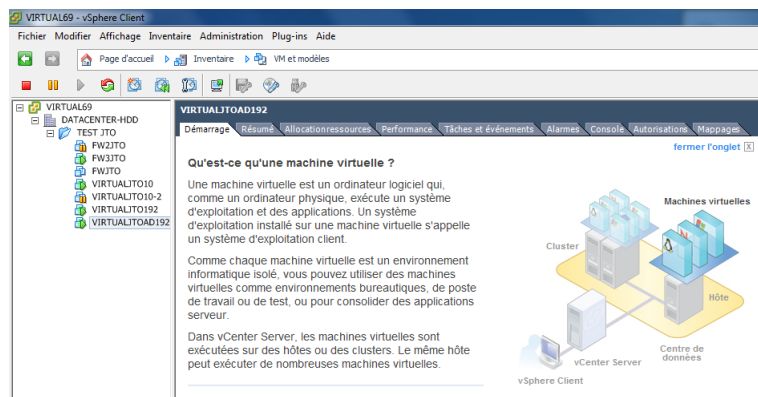 VIRTUAL69 - vSphere Client
Fichier Modifier Affichage Inventaire Administration Plug-ins Aide
Page d'accueil Inventaire VM et modèles
VIRTUAL69
DATACENTER-HDD
TEST JTO
FW2JTO
FW3JTO
FWJTO
VIRTUALJTO10
VIRTUALJTO10-2
VIRTUALJTO192
VIRTUALJTOAD192
VIRTUALJTOAD192
Démarrage Résumé Allocationressources Performance Tâches et événements Alarmes Console Autorisations Mappages
fermer l'onglet X
Qu'est-ce qu'une machine virtuelle ?
Une machine virtuelle est un ordinateur logiciel qui,
comme un ordinateur physique, exécute un système
d'exploitation et des applications. Un système
d'exploitation installé sur une machine virtuelle s'appelle
un système d'exploitation client.
Comme chaque machine virtuelle est un environnement
informatique isolé, vous pouvez utiliser des machines
virtuelles comme environnements bureautiques, de poste
de travail ou de test, ou pour consolider des applications
serveur.
Dans vCenter Server, les machines virtuelles sont
exécutées sur des hôtes ou des clusters. Le même hôte
peut exécuter de nombreuses machines virtuelles.
Machines virtuelles
Cluster
Hôte
Centre de
données
vCenter Server
vSphere Client